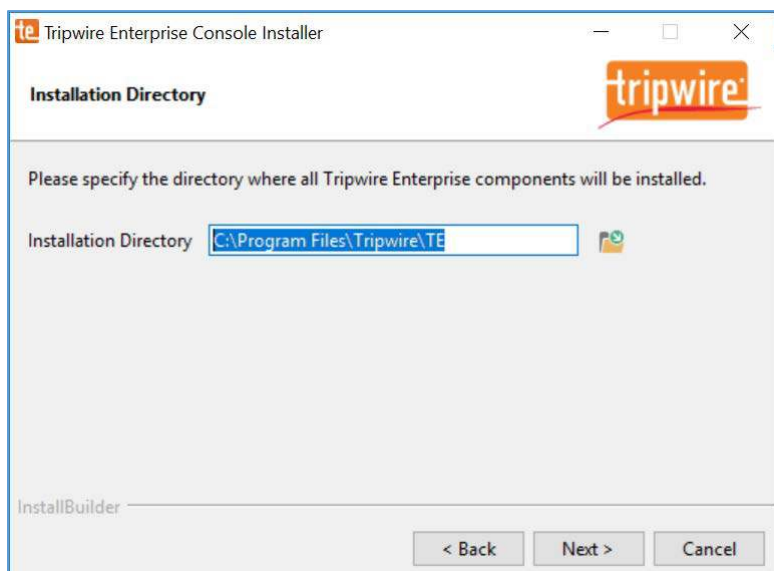 te Tripwire Enterprise Console Installer
Installation Directory
tripwire
Please specify the directory where all Tripwire Enterprise components will be installed.
Installation Directory C:\Program Files\Tripwire\TE
InstallBuilder
< Back Next > Cancel